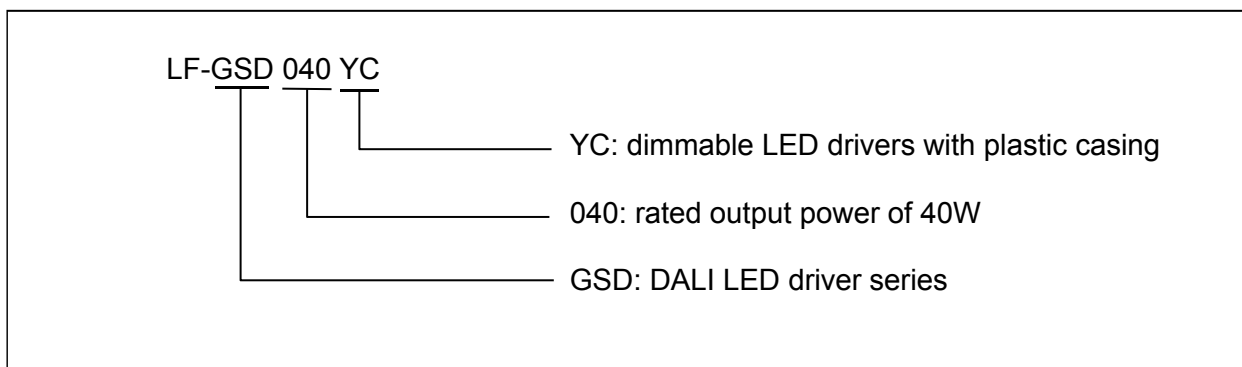 LF-GSD 040 YC
YC: dimmable LED drivers with plastic casing
040: rated output power of 40W
GSD: DALI LED driver series